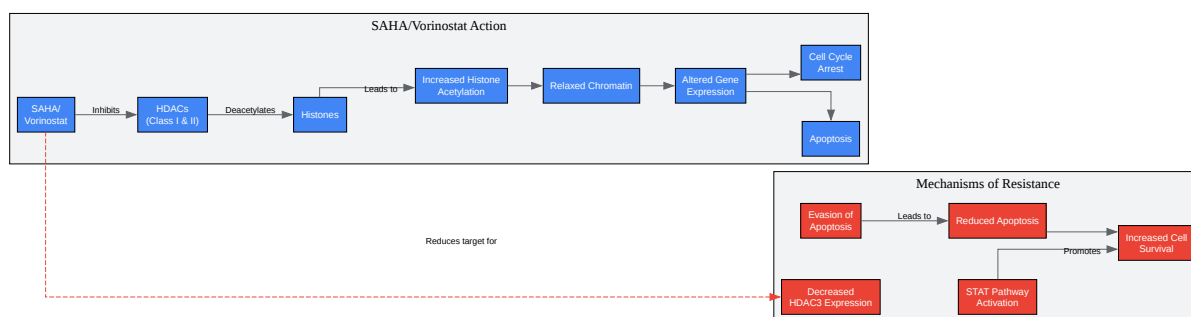 SAHA/Vorinostat Action
Cell Cycle
Arrest
Increased Histone
Acetylation
Relaxed Chromatin
Altered Gene
Expression
Leads to
SAHA/
Vorinostat
Inhibits
HDACs
(Class I & II)
Deacetylates
Histones
Apoptosis
Mechanisms of Resistance
Evasion of
Apoptosis
Leads to
Reduced Apoptosis
Increased Cell
Survival
Promotes
Reduces target for
Decreased
HDAC3 Expression
STAT Pathway
Activation